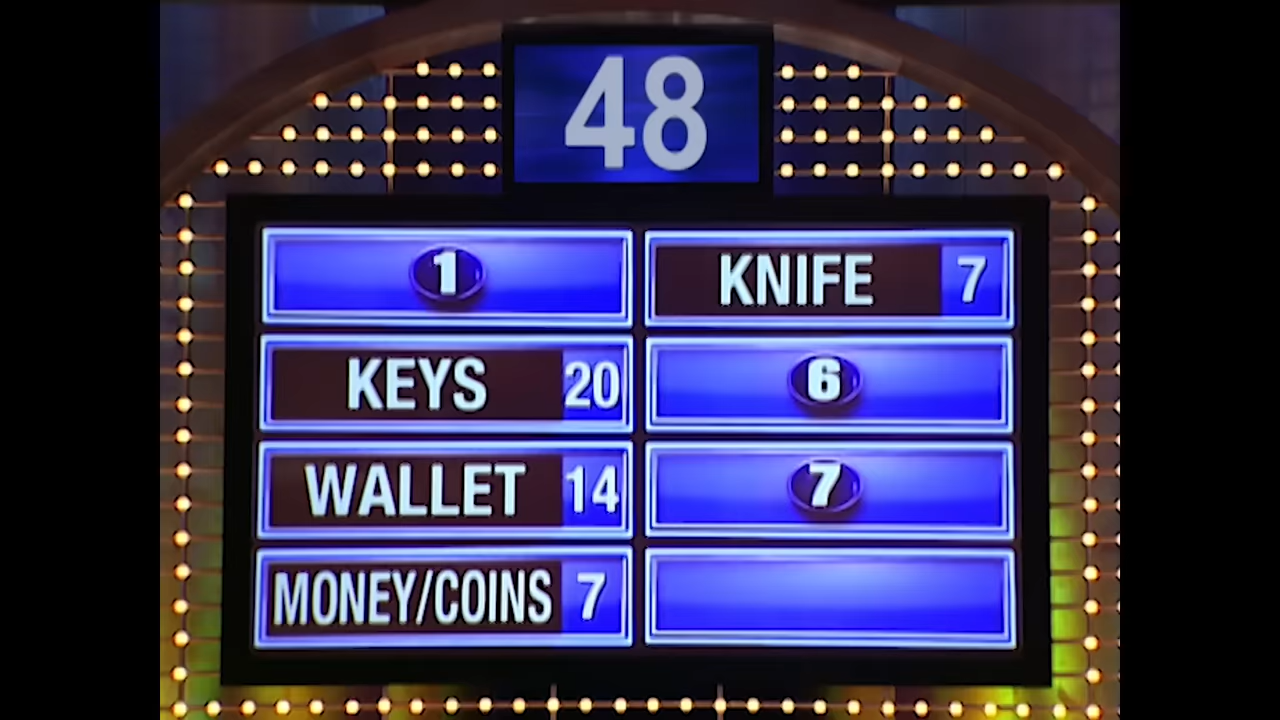 48
1
KEYS 20
WALLET 14
MONEY/COINS 7
KNIFE 7
6
7